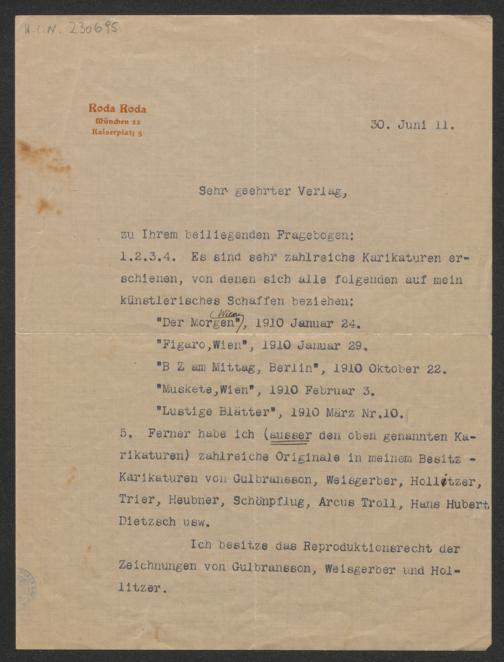 U.I.N. 230695
Roda Roda
München 22
Kaiserplatz 5
30. Juni 11.
Sehr geehrter Verlag,
zu Ihrem beiliegenden Fragebogen:
1.2.3.4. Es sind sehr zahlreiche Karikaturen er-
schienen, von denen sich alle folgenden auf mein
künstlerisches Schaffen beziehen:
(Wien)
"Der Morgen", 1910 Januar 24.
"Figaro,Wien", 1910 Januar 29.
"B Z am Mittag, Berlin", 1910 Oktober 22.
"Muskete,Wien", 1910 Februar 3.
"Lustige Blätter", 1910 März Nr.10.
5. Ferner habe ich (ausser den oben genannten Ka-
rikaturen) zahlreiche Originale in meinem Besitz -
Karikaturen von Gulbransson, Weisgerber, Hollitzer,
Trier, Heubner, Schönpflug, Arcus Troll, Hans Hubert
Dietzsch usw.
Ich besitze das Reproduktionsrecht der
Zeichnungen von Gulbransson, Weisgerber und Hol-
litzer.